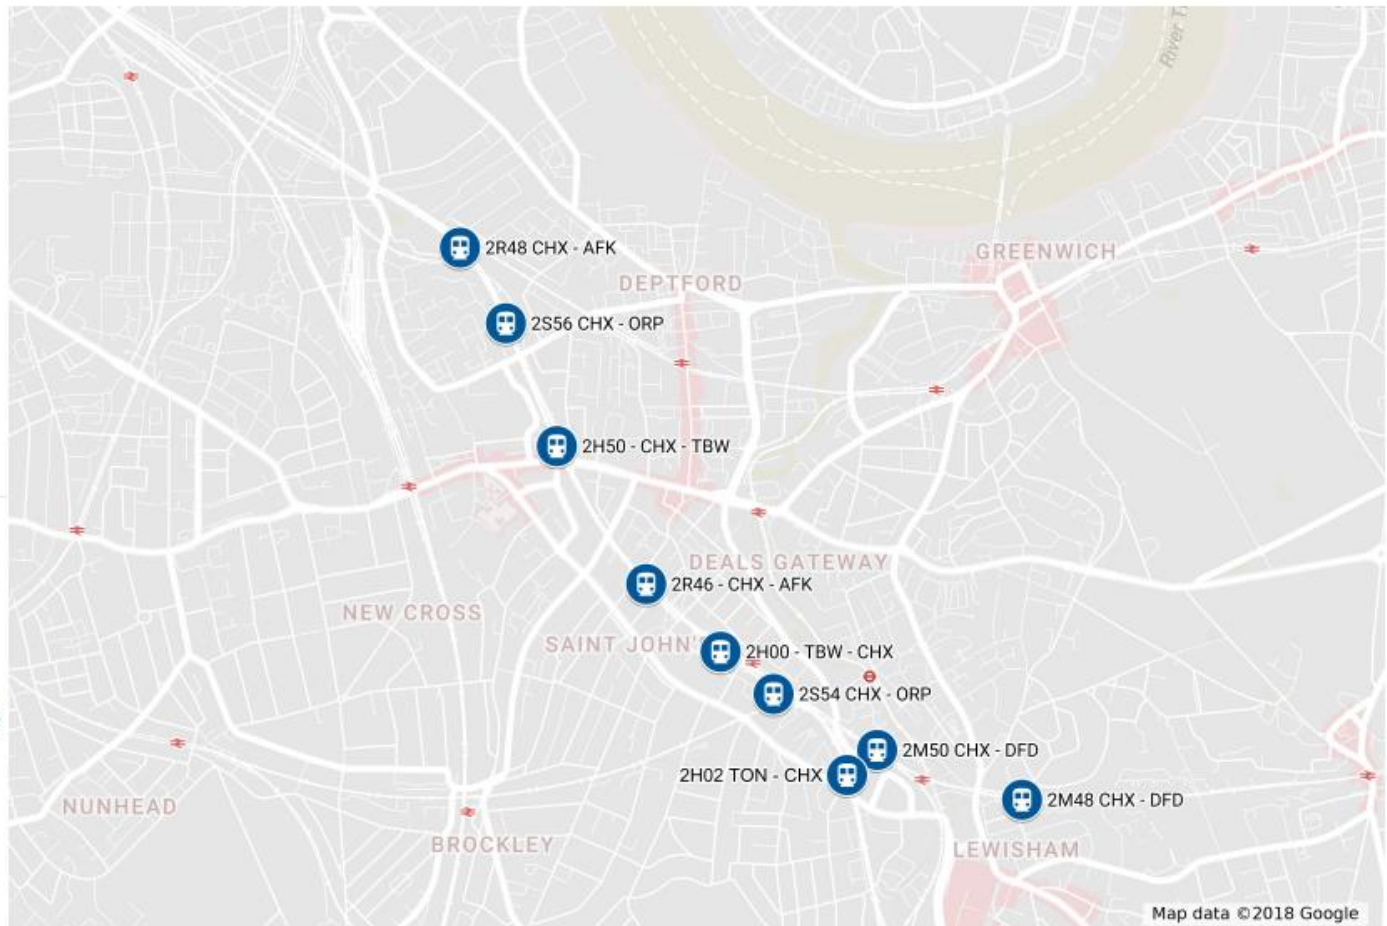 River T
GREENWICH
2R48 CHX - AFK
DEPTFORD
2S56 CHX - ORP
2H50 - CHX - TBW
DEALS GATEWAY
2R46 - CHX - AFK
NEW CROSS
SAINT JOHN'
2H00 - TBW - CHX
2S54 CHX - ORP
2M50 CHX - DFD
2H02 TON - CHX
2M48 CHX - DFD
NUNHEAD
BROCKLEY
LEWISHAM
Map data ©2018 Google